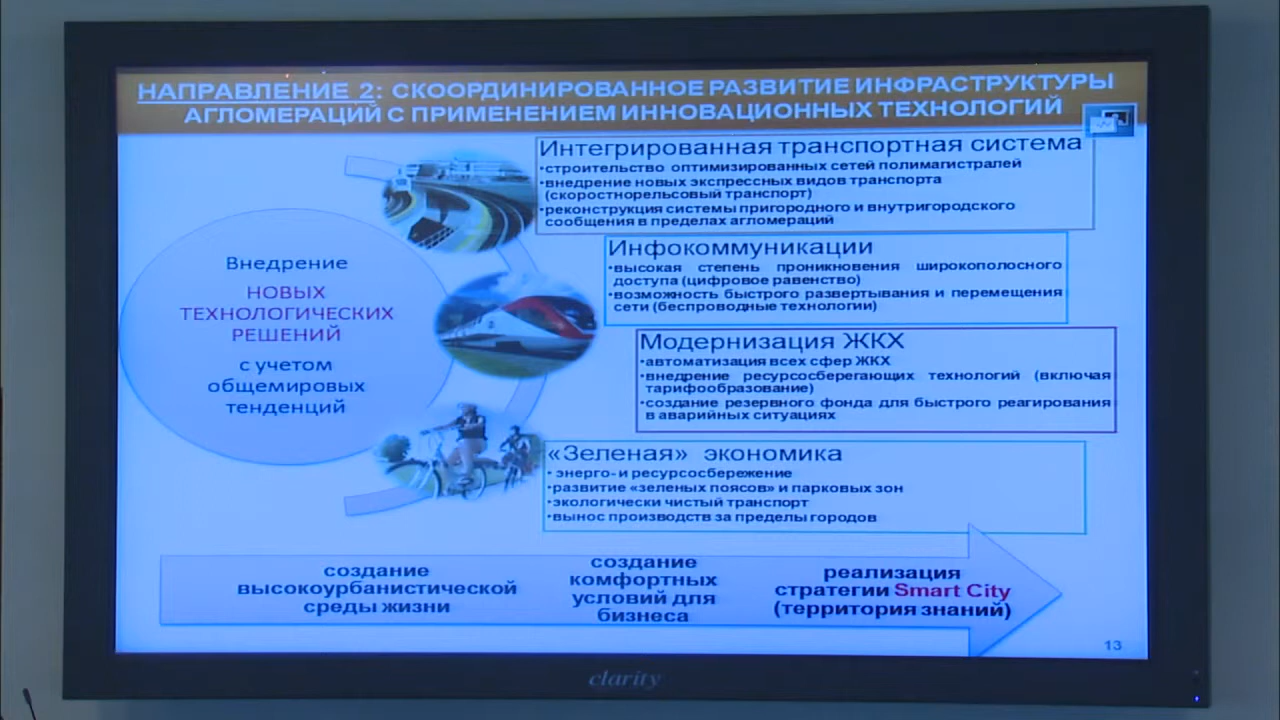 НАПРАВЛЕНИЕ 2: СКООРДИНИРОВАННОЕ РАЗВИТИЕ ИНФРАСТРУКТУРЫ
АГЛОМЕРАЦИЙ С ПРИМЕНЕНИЕМ ИННОВАЦИОННЫХ ТЕХНОЛОГИЙ
Внедрение
НОВЫХ
ТЕХНОЛОГИЧЕСКИХ
РЕШЕНИЙ
с учетом
общемировых
тенденций
Интегрированная транспортная система
•строительство оптимизированных сетей полимагистралей
•внедрение новых экспрессных видов транспорта
(скоростнорельсовый транспорт)
•реконструкция системы пригородного и внутригородского
сообщения в пределах агломераций
Инфокоммуникации
•высокая степень проникновения широкополосного
доступа (цифровое равенство)
•возможность быстрого развертывания и перемещения
сети (беспроводные технологии)
Модернизация ЖКХ
•автоматизация всех сфер ЖКХ
•внедрение ресурсосберегающих технологий (включая
тарифообразование)
•создание резервного фонда для быстрого реагирования
в аварийных ситуациях
«Зеленая» экономика
• энерго- и ресурсосбережение
•развитие «зеленых поясов» и парковых зон
•экологически чистый транспорт
•вынос производств за пределы городов
создание
высокоурбанистической
среды жизни
создание
комфортных
условий для
бизнеса
реализация
стратегии Smart City
(территория знаний)
13
clarity